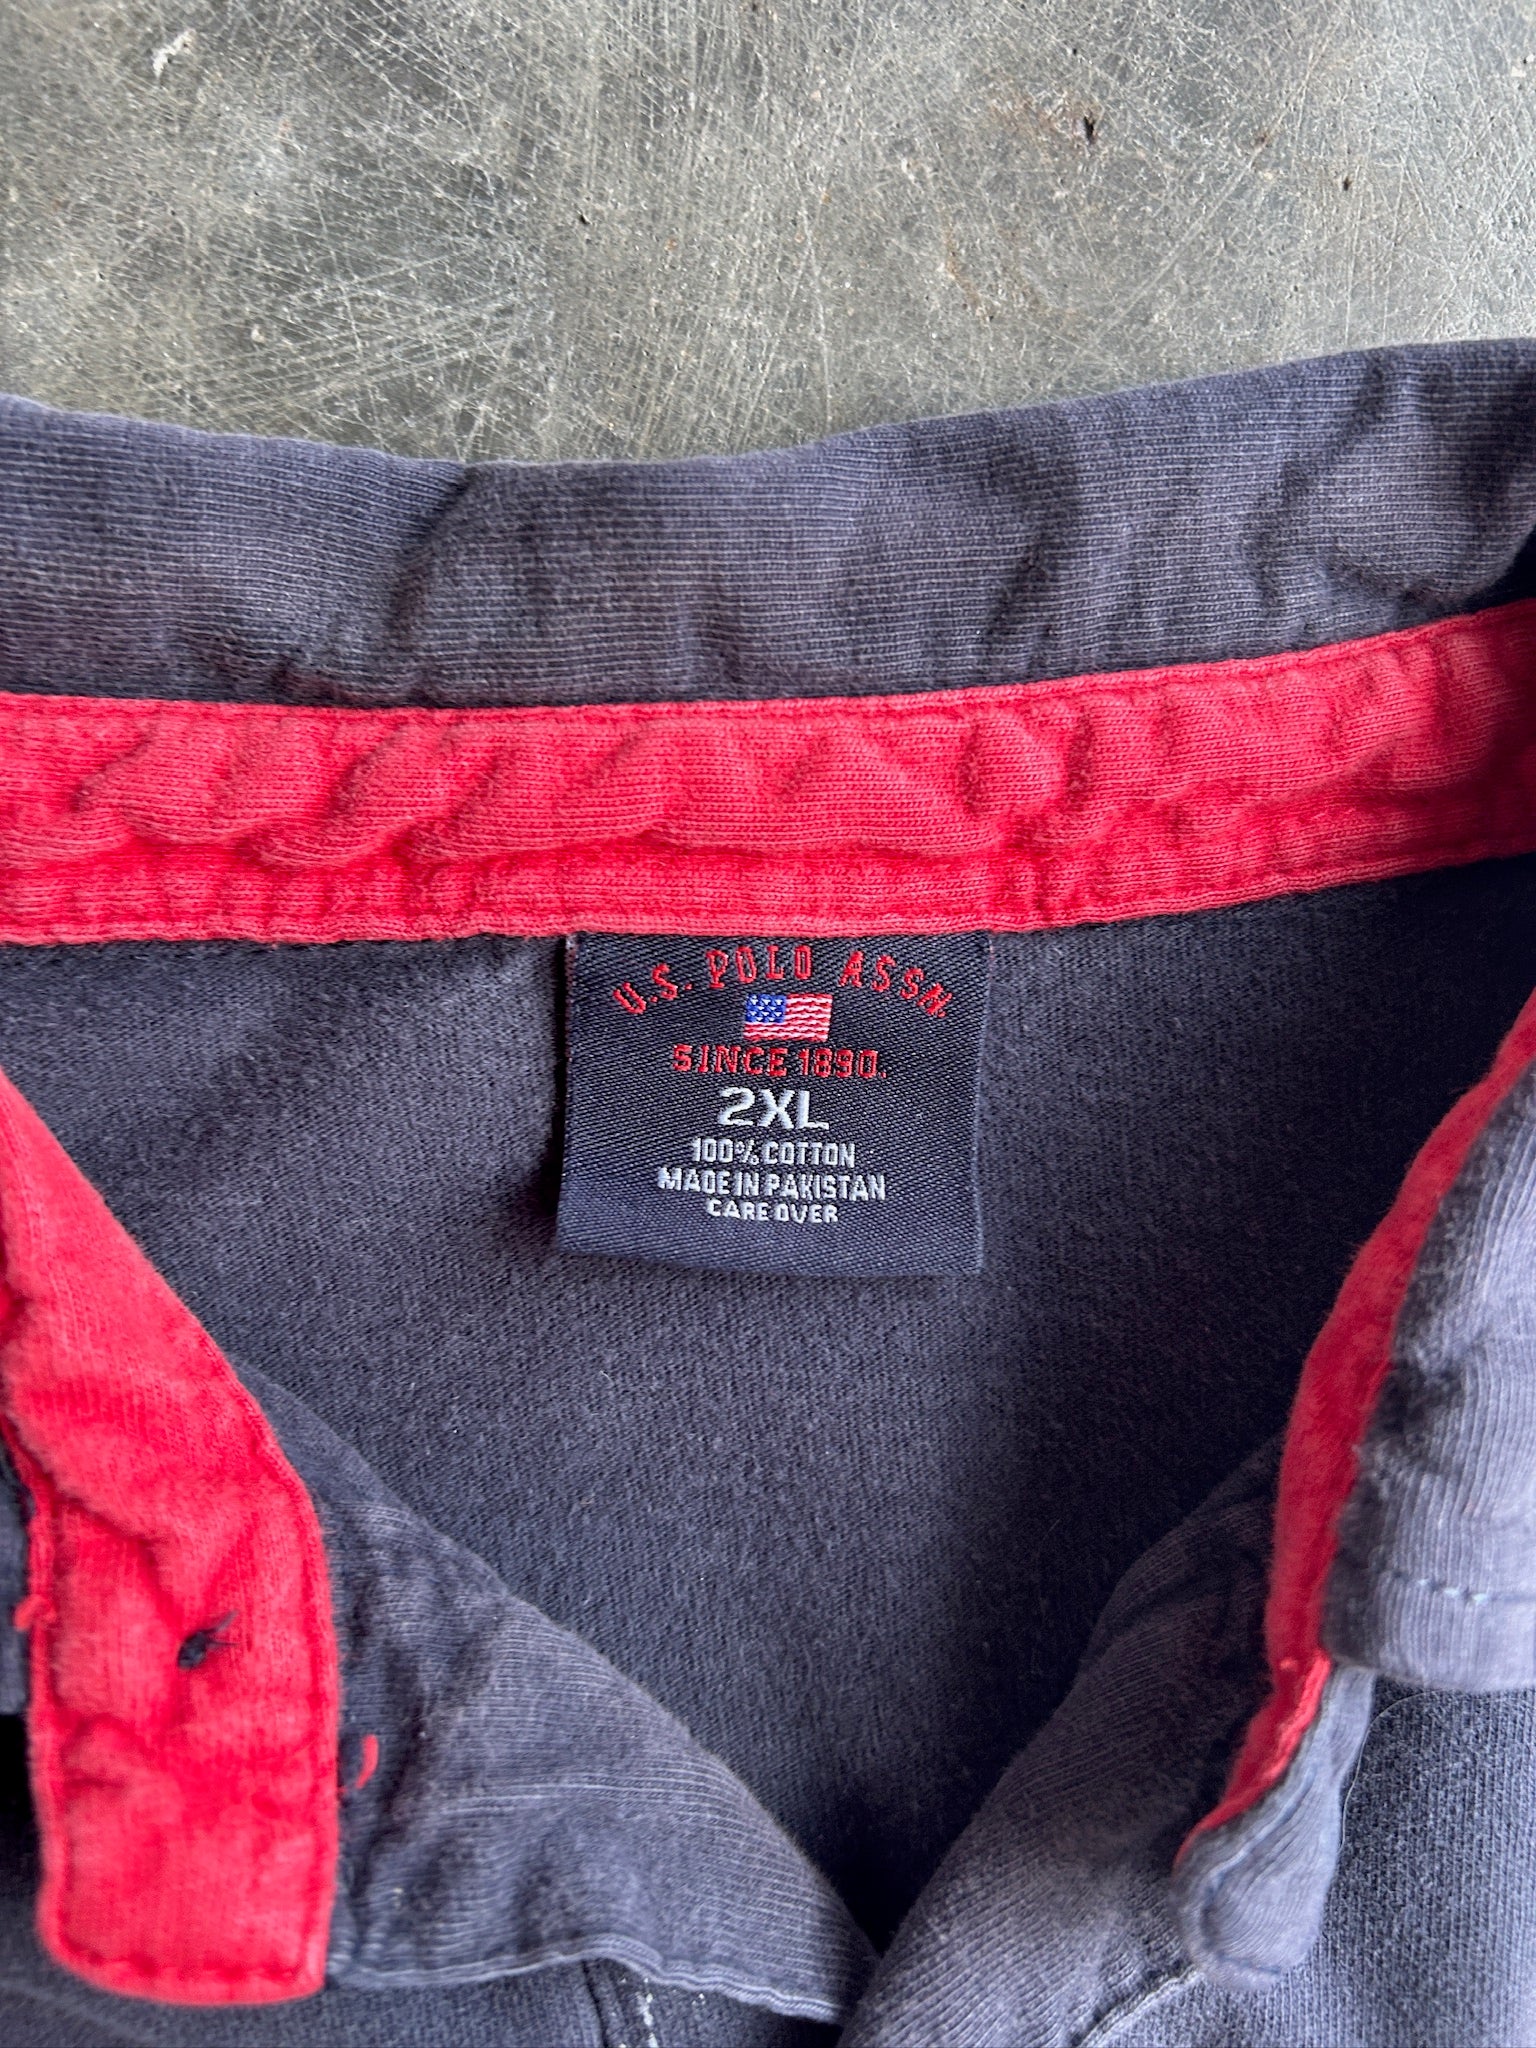 U.S. POLO ASSN.
SINCE 1890.
2XL
100% COTTON
MADE IN PAKISTAN
CARE OVER